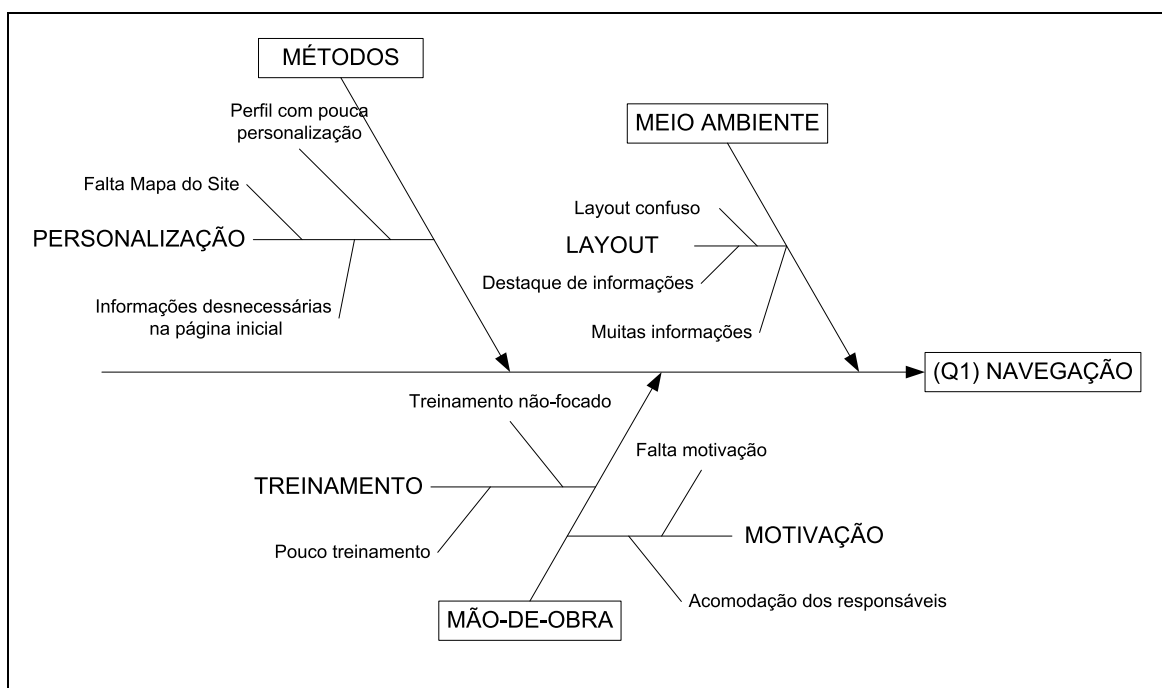 MÉTODOS
Perfil com pouca
personalização
MEIO AMBIENTE
Falta Mapa do Site
PERSONALIZAÇÃO
Layout confuso
LAYOUT
Destaque de informações
Informações desnecessárias
na página inicial
Muitas informações
(Q1) NAVEGAÇÃO
Treinamento não-focado
Falta motivação
TREINAMENTO
MOTIVAÇÃO
Pouco treinamento
Acomodação dos responsáveis
MÃO-DE-OBRA